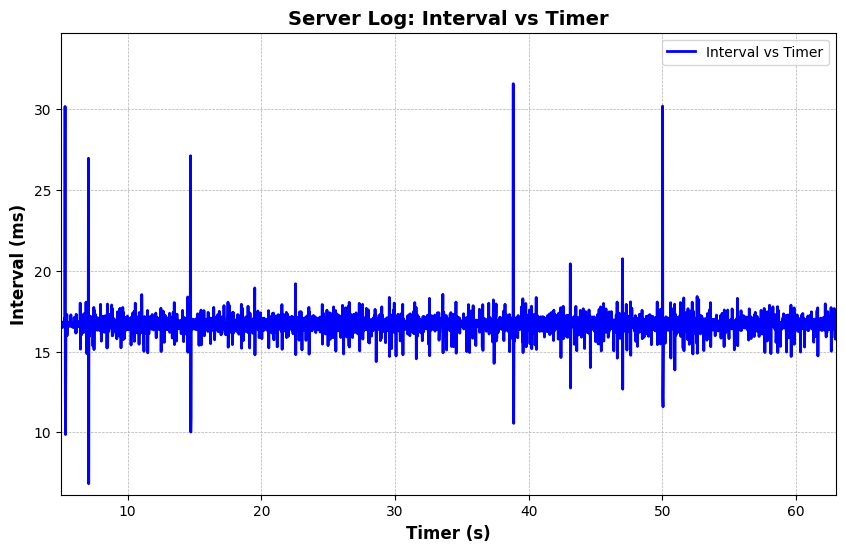 Server Log: Interval vs Timer
Interval vs Timer
30
25
20
15
10
Interval (ms)
10 20 30 40 50 60
Timer (s)